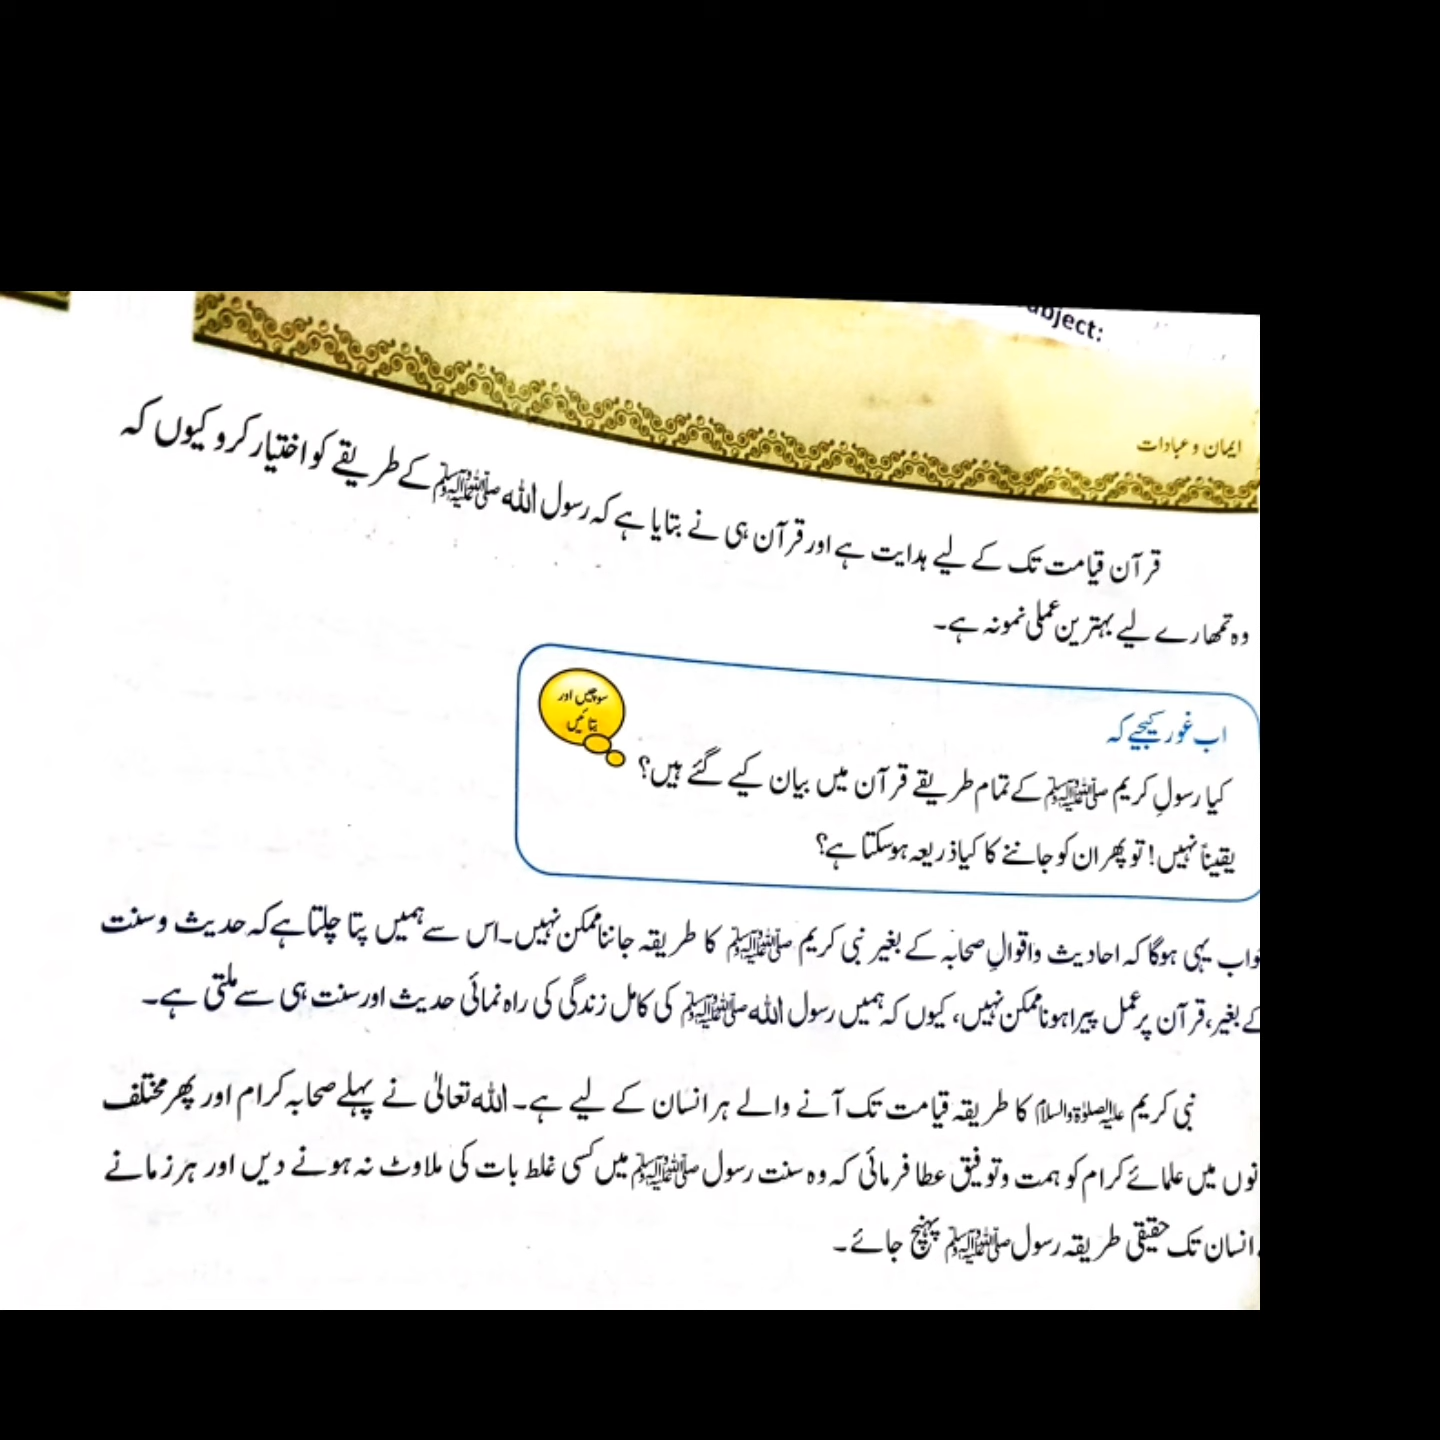 ubject:
ایمان و عبادات
قرآن قیامت تک کے لیے ہدایت ہے اور قرآن ہی نے بتایا ہے کہ رسول اللہ ﷺ کے طریقے کو اختیار کرو کیوں کہ
وہ تمھارے لیے بہترین عملی نمونہ ہے۔
سوچیں اور
بتائیں
اب غور کیجیے کہ
کیا رسولِ کریم ﷺ کے تمام طریقے قرآن میں بیان کیے گئے ہیں؟
یقیناً نہیں! تو پھر ان کو جاننے کا کیا ذریعہ ہوسکتا ہے؟
واب یہی ہوگا کہ احادیث واقوالِ صحابہ کے بغیر نبی کریم ﷺ کا طریقہ جاننا ممکن نہیں۔ اس سے ہمیں پتا چلتا ہے کہ حدیث و سنت
کے بغیر، قرآن پر عمل پیرا ہونا ممکن نہیں، کیوں کہ ہمیں رسول اللہ ﷺ کی کامل زندگی کی راہ نمائی حدیث اور سنت ہی سے ملتی ہے۔
نبی کریم علیہ الصلوٰۃ والسلام کا طریقہ قیامت تک آنے والے ہر انسان کے لیے ہے۔ اللہ تعالیٰ نے پہلے صحابہ کرام اور پھر مختلف
نوں میں علمائے کرام کو ہمت وتوفیق عطا فرمائی کہ وہ سنت رسول ﷺ میں کسی غلط بات کی ملاوٹ نہ ہونے دیں اور ہر زمانے
انسان تک حقیقی طریقہ رسول ﷺ پہنچ جائے۔